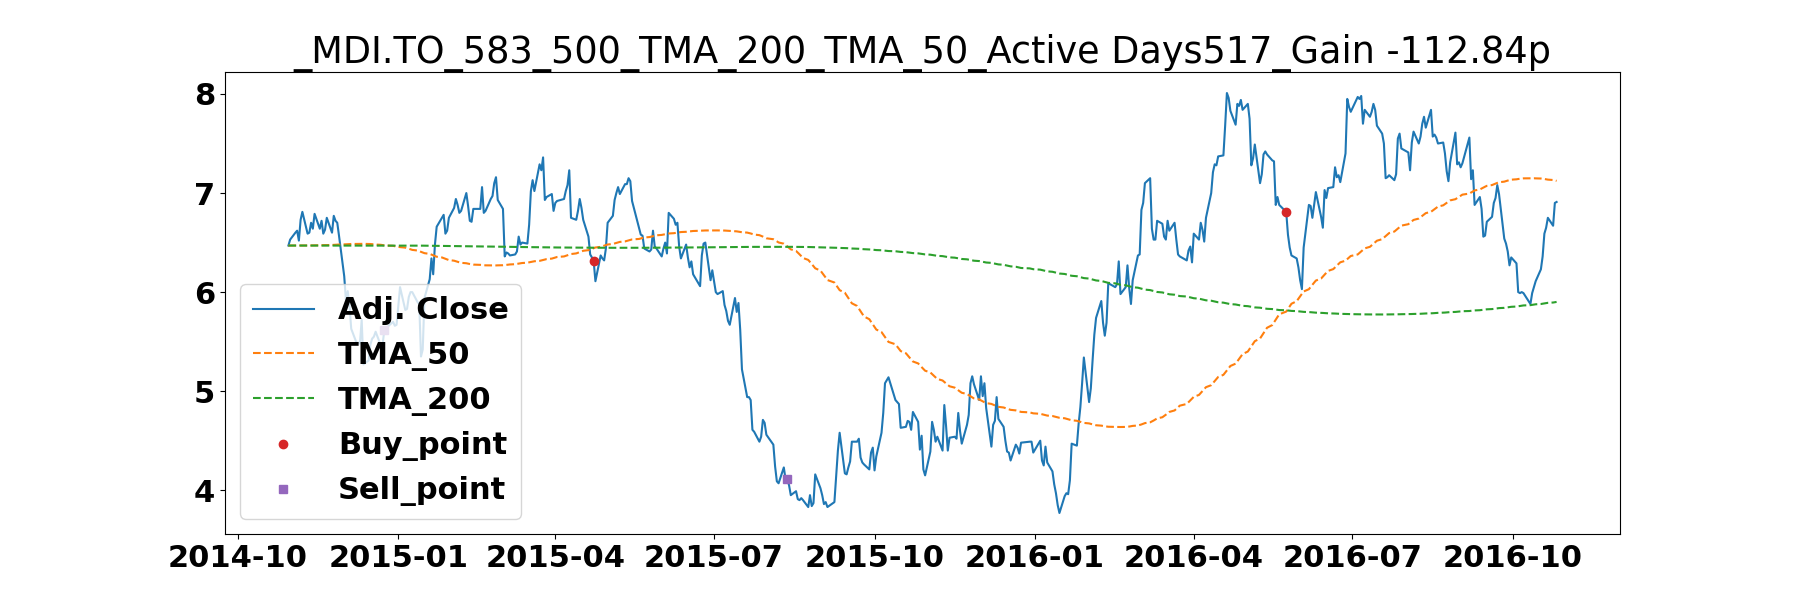 _MDI.TO_583_500_TMA_200_TMA_50_Active Days517_Gain -112.84p
8
7
6
5
4
Adj. Close
TMA_50
TMA_200
Buy_point
Sell_point
2014-10 2015-01 2015-04 2015-07 2015-10 2016-01 2016-04 2016-07 2016-10